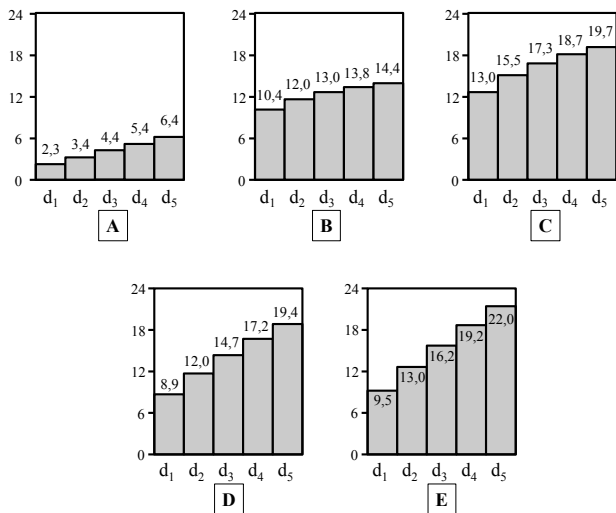 24
18
12
6
0
2,3 3,4 4,4 5,4 6,4
d₁ d₂ d₃ d₄ d₅
A
24
18
12
6
0
10,4 12,0 13,0 13,8 14,4
d₁ d₂ d₃ d₄ d₅
B
24
18
12
6
0
13,0 15,5 17,3 18,7 19,7
d₁ d₂ d₃ d₄ d₅
C
24
18
12
6
0
8,9 12,0 14,7 17,2 19,4
d₁ d₂ d₃ d₄ d₅
D
24
18
12
6
0
9,5 13,0 16,2 19,2 22,0
d₁ d₂ d₃ d₄ d₅
E